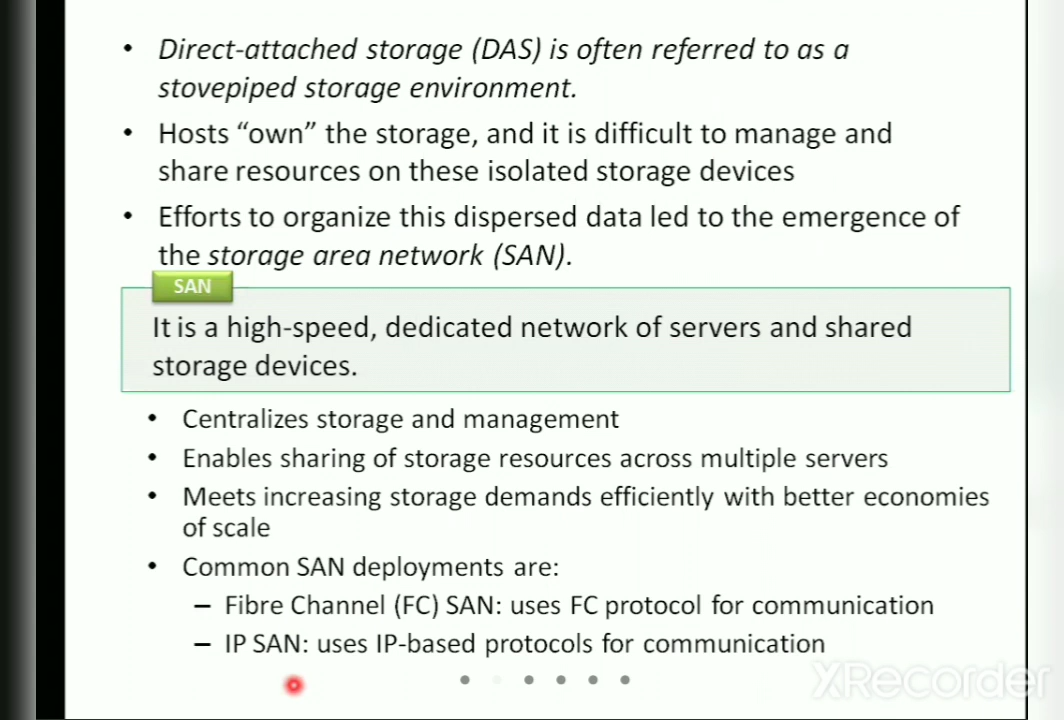 • Direct-attached storage (DAS) is often referred to as a
stovepiped storage environment.
• Hosts “own” the storage, and it is difficult to manage and
share resources on these isolated storage devices
• Efforts to organize this dispersed data led to the emergence of
the storage area network (SAN).
SAN
It is a high-speed, dedicated network of servers and shared
storage devices.
• Centralizes storage and management
• Enables sharing of storage resources across multiple servers
• Meets increasing storage demands efficiently with better economies
of scale
• Common SAN deployments are:
– Fibre Channel (FC) SAN: uses FC protocol for communication
– IP SAN: uses IP-based protocols for communication
XRecorder